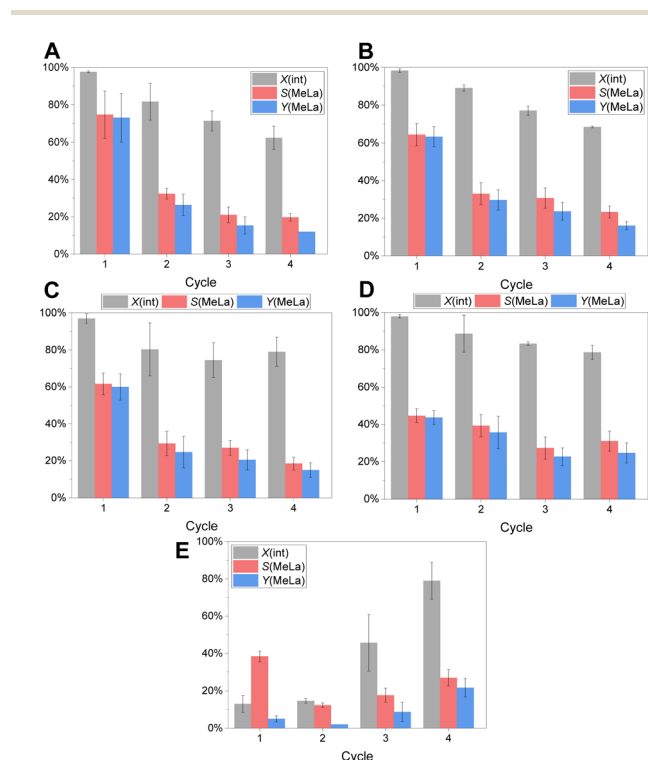 A
100%
80%
60%
40%
20%
0%
X(int)
S(MeLa)
Y(MeLa)
1 2 3 4
Cycle
B
100%
80%
60%
40%
20%
0%
X(int)
S(MeLa)
Y(MeLa)
1 2 3 4
Cycle
C
X(int) S(MeLa) Y(MeLa)
100%
80%
60%
40%
20%
0%
1 2 3 4
Cycle
D
X(int) S(MeLa) Y(MeLa)
100%
80%
60%
40%
20%
0%
1 2 3 4
Cycle
E
100%
80%
60%
40%
20%
0%
X(int)
S(MeLa)
Y(MeLa)
1 2 3 4
Cycle